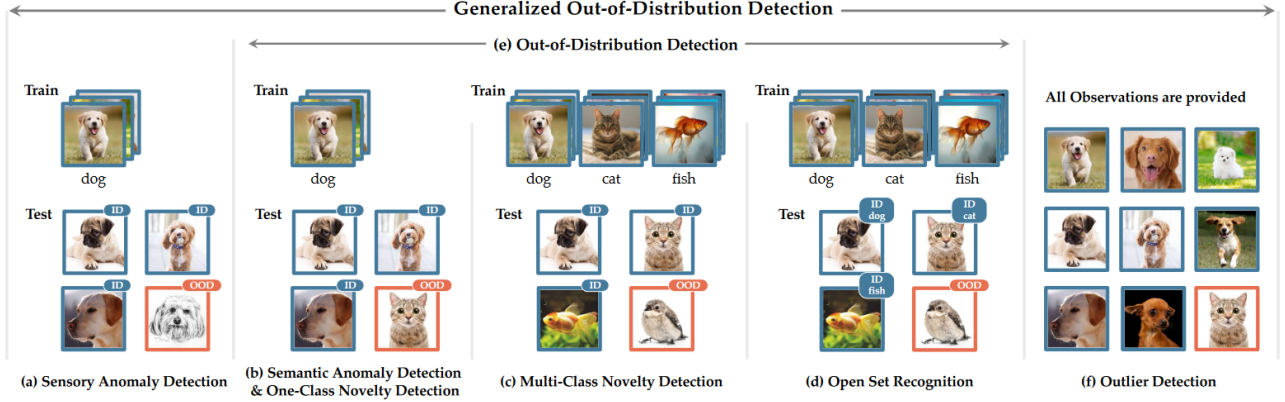 Generalized Out-of-Distribution Detection
(e) Out-of-Distribution Detection
Train
dog
Test
ID
ID
ID
OOD
(a) Sensory Anomaly Detection
Train
dog
Test
ID
ID
ID
OOD
(b) Semantic Anomaly Detection
& One-Class Novelty Detection
Train
dog
cat
fish
Test
ID
ID
ID
OOD
(c) Multi-Class Novelty Detection
Train
dog
cat
fish
Test
ID
dog
ID
cat
ID
fish
OOD
(d) Open Set Recognition
All Observations are provided
(f) Outlier Detection